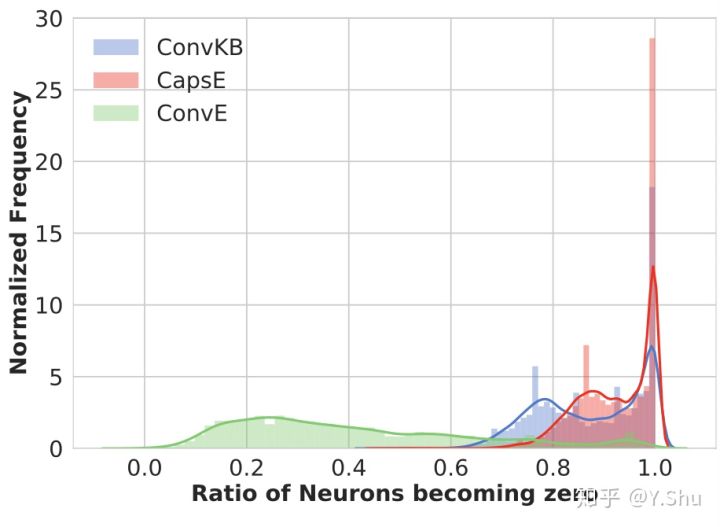 30
25
20
15
10
5
0
Normalized Frequency
ConvKB
CapsE
ConvE
0.0 0.2 0.4 0.6 0.8 1.0
Ratio of Neurons becoming zero
知乎 @Y.Shu